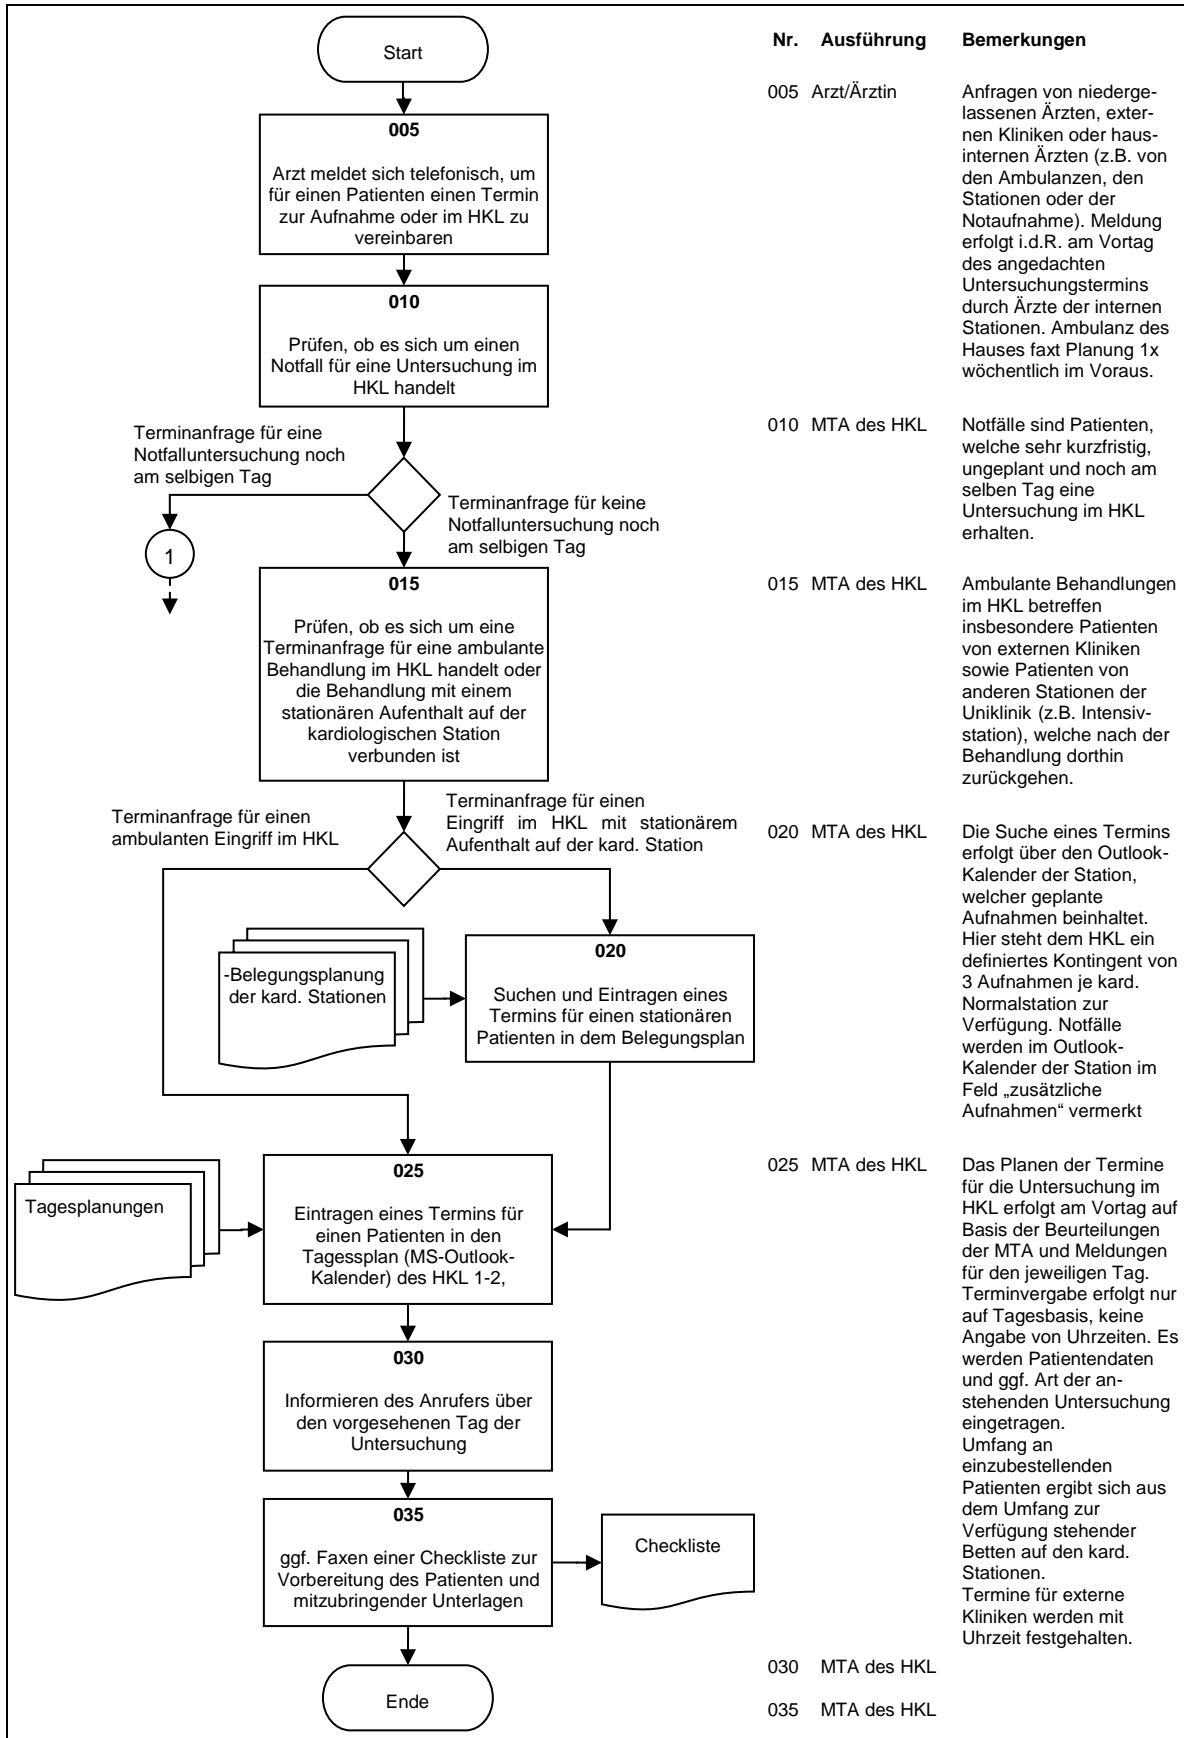 Start
005
Arzt meldet sich telefonisch, um
für einen Patienten einen Termin
zur Aufnahme oder im HKL zu
vereinbaren
010
Prüfen, ob es sich um einen
Notfall für eine Untersuchung im
HKL handelt
Terminanfrage für eine
Notfalluntersuchung noch
am selbigen Tag
Terminanfrage für keine
Notfalluntersuchung noch
am selbigen Tag
1
015
Prüfen, ob es sich um eine
Terminanfrage für eine ambulante
Behandlung im HKL handelt oder
die Behandlung mit einem
stationären Aufenthalt auf der
kardiologischen Station
verbunden ist
Terminanfrage für einen
ambulanten Eingriff im HKL
Terminanfrage für einen
Eingriff im HKL mit stationärem
Aufenthalt auf der kard. Station
-Belegungsplanung
der kard. Stationen
020
Suchen und Eintragen eines
Termins für einen stationären
Patienten in dem Belegungsplan
Tagesplanungen
025
Eintragen eines Termins für
einen Patienten in den
Tagessplan (MS-Outlook-
Kalender) des HKL 1-2,
030
Informieren des Anrufers über
den vorgesehenen Tag der
Untersuchung
035
ggf. Faxen einer Checkliste zur
Vorbereitung des Patienten und
mitzubringender Unterlagen
Checkliste
Ende
Nr. Ausführung Bemerkungen
005 Arzt/Ärztin Anfragen von niederge-
lassenen Ärzten, exter-
nen Kliniken oder haus-
internen Ärzten (z.B. von
den Ambulanzen, den
Stationen oder der
Notaufnahme). Meldung
erfolgt i.d.R. am Vortag
des angedachten
Untersuchungstermins
durch Ärzte der internen
Stationen. Ambulanz des
Hauses faxt Planung 1x
wöchentlich im Voraus.
010 MTA des HKL Notfälle sind Patienten,
welche sehr kurzfristig,
ungeplant und noch am
selben Tag eine
Untersuchung im HKL
erhalten.
015 MTA des HKL Ambulante Behandlungen
im HKL betreffen
insbesondere Patienten
von externen Kliniken
sowie Patienten von
anderen Stationen der
Uniklinik (z.B. Intensiv-
station), welche nach der
Behandlung dorthin
zurückgehen.
020 MTA des HKL Die Suche eines Termins
erfolgt über den Outlook-
Kalender der Station,
welcher geplante
Aufnahmen beinhaltet.
Hier steht dem HKL ein
definiertes Kontingent von
3 Aufnahmen je kard.
Normalstation zur
Verfügung. Notfälle
werden im Outlook-
Kalender der Station im
Feld „zusätzliche
Aufnahmen“ vermerkt
025 MTA des HKL Das Planen der Termine
für die Untersuchung im
HKL erfolgt am Vortag auf
Basis der Beurteilungen
der MTA und Meldungen
für den jeweiligen Tag.
Terminvergabe erfolgt nur
auf Tagesbasis, keine
Angabe von Uhrzeiten. Es
werden Patientendaten
und ggf. Art der an-
stehenden Untersuchung
eingetragen.
Umfang an
einzubestellenden
Patienten ergibt sich aus
dem Umfang zur
Verfügung stehender
Betten auf den kard.
Stationen.
Termine für externe
Kliniken werden mit
Uhrzeit festgehalten.
030 MTA des HKL
035 MTA des HKL